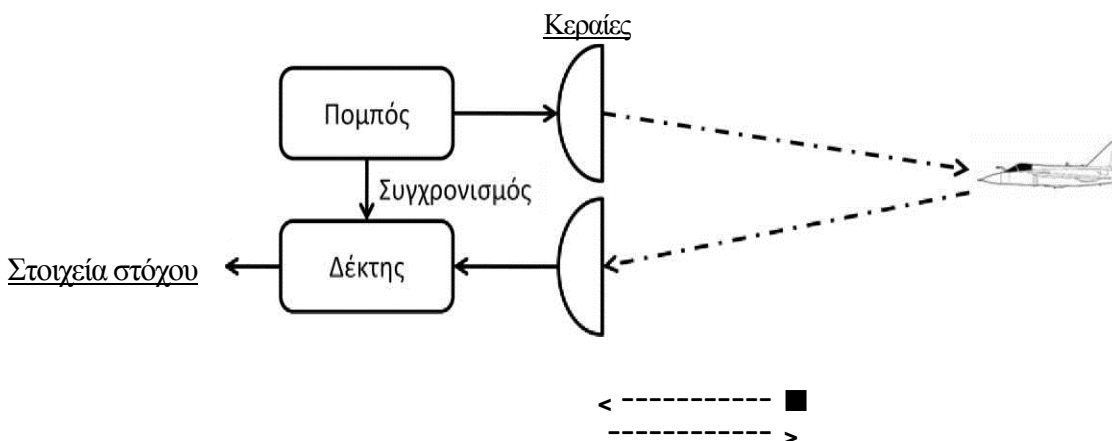 Κεραίες
Πομπός
Συγχρονισμός
Στοιχεία στόχου
Δέκτης